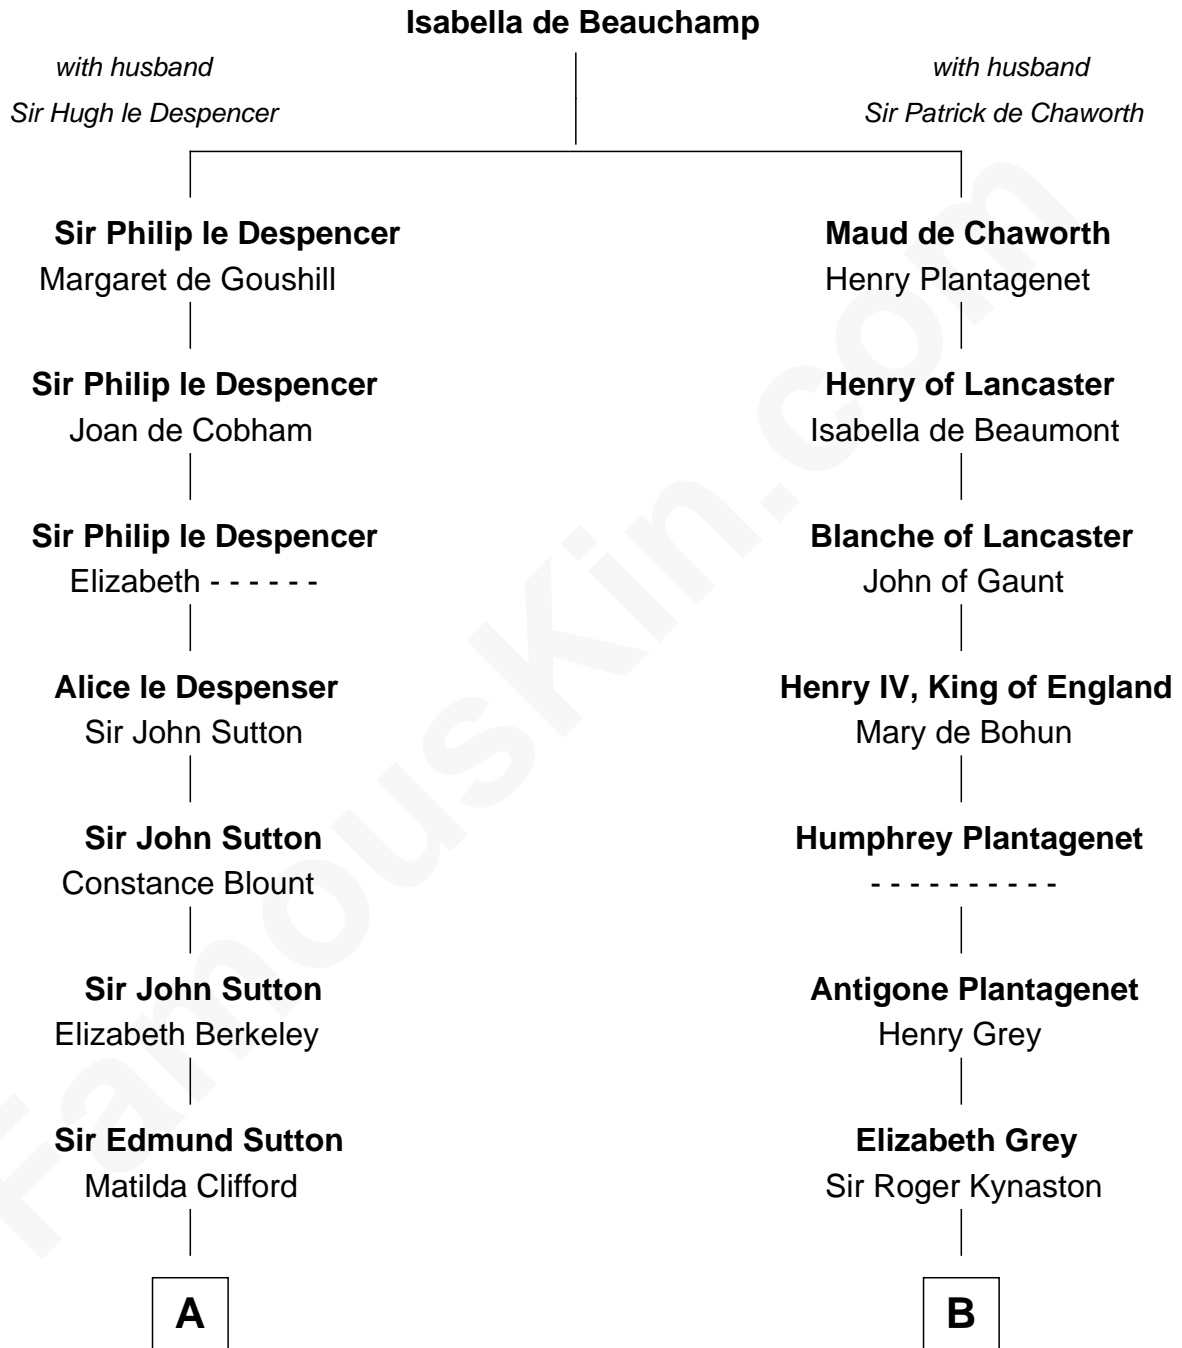 Isabella de Beauchamp
with husband
Sir Hugh le Despencer
with husband
Sir Patrick de Chaworth
Sir Philip le Despencer
Margaret de Goushill
Maud de Chaworth
Henry Plantagenet
Sir Philip le Despencer
Joan de Cobham
Henry of Lancaster
Isabella de Beaumont
Sir Philip le Despencer
Elizabeth - - - - - -
Blanche of Lancaster
John of Gaunt
Alice le Despenser
Sir John Sutton
Henry IV, King of England
Mary de Bohun
Sir John Sutton
Constance Blount
Humphrey Plantagenet
- - - - - - - - - -
Sir John Sutton
Elizabeth Berkeley
Antigone Plantagenet
Henry Grey
Sir Edmund Sutton
Matilda Clifford
Elizabeth Grey
Sir Roger Kynaston
A
B
FamousKin.com